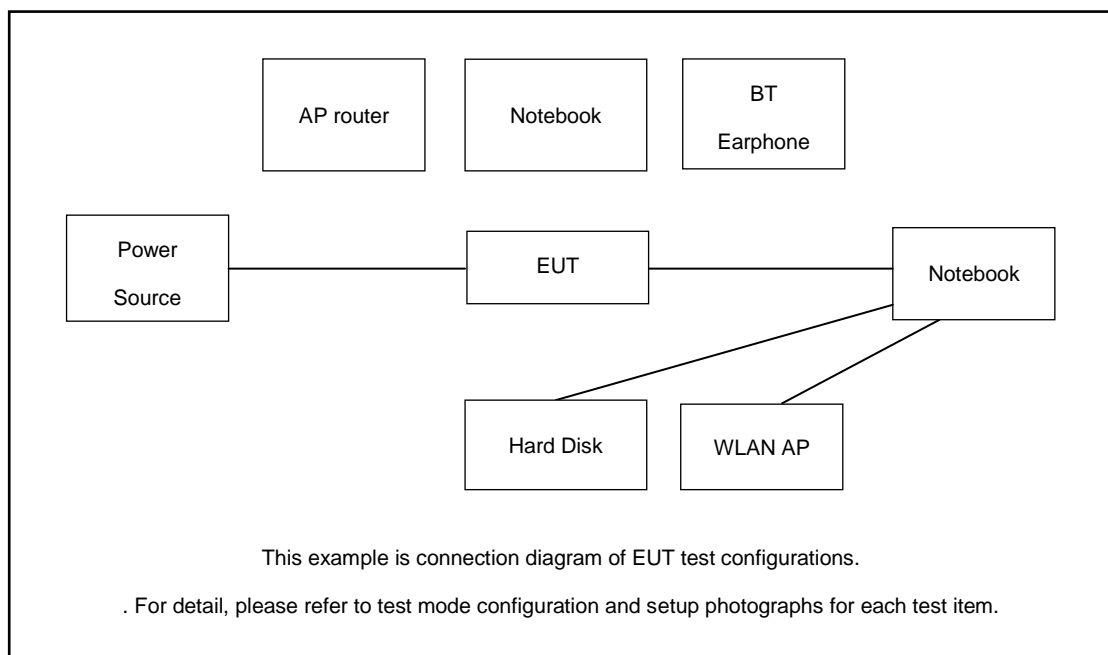 AP router
Notebook
BT
Earphone
Power
Source
EUT
Notebook
Hard Disk
WLAN AP
This example is connection diagram of EUT test configurations.
. For detail, please refer to test mode configuration and setup photographs for each test item.